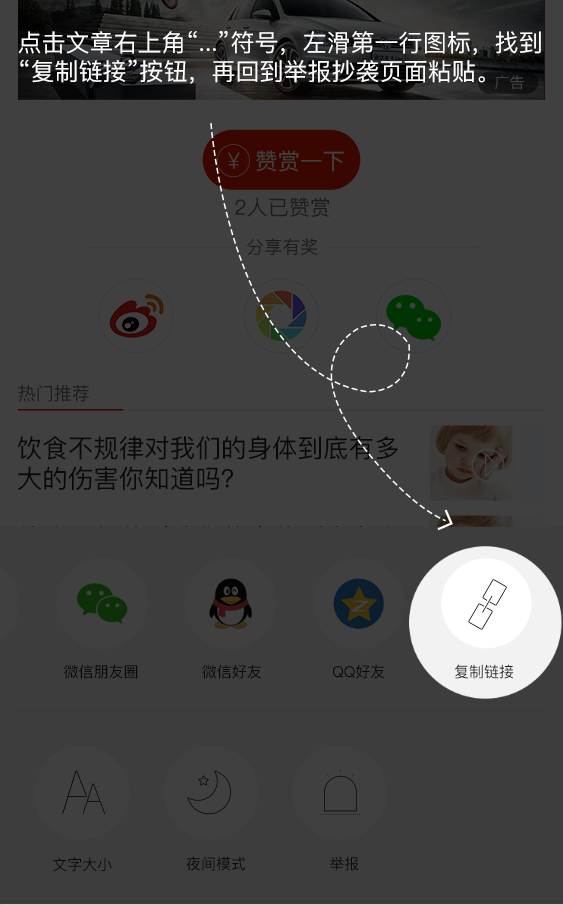 点击文章右上角“...”符号，左滑第一行图标，找到
“复制链接”按钮，再回到举报抄袭页面粘贴。
广告
¥ 赞赏一下
2人已赞赏
分享有奖
热门推荐
饮食不规律对我们的身体到底有多
大的伤害你知道吗?
微信朋友圈
微信好友
QQ好友
复制链接
文字大小
夜间模式
举报